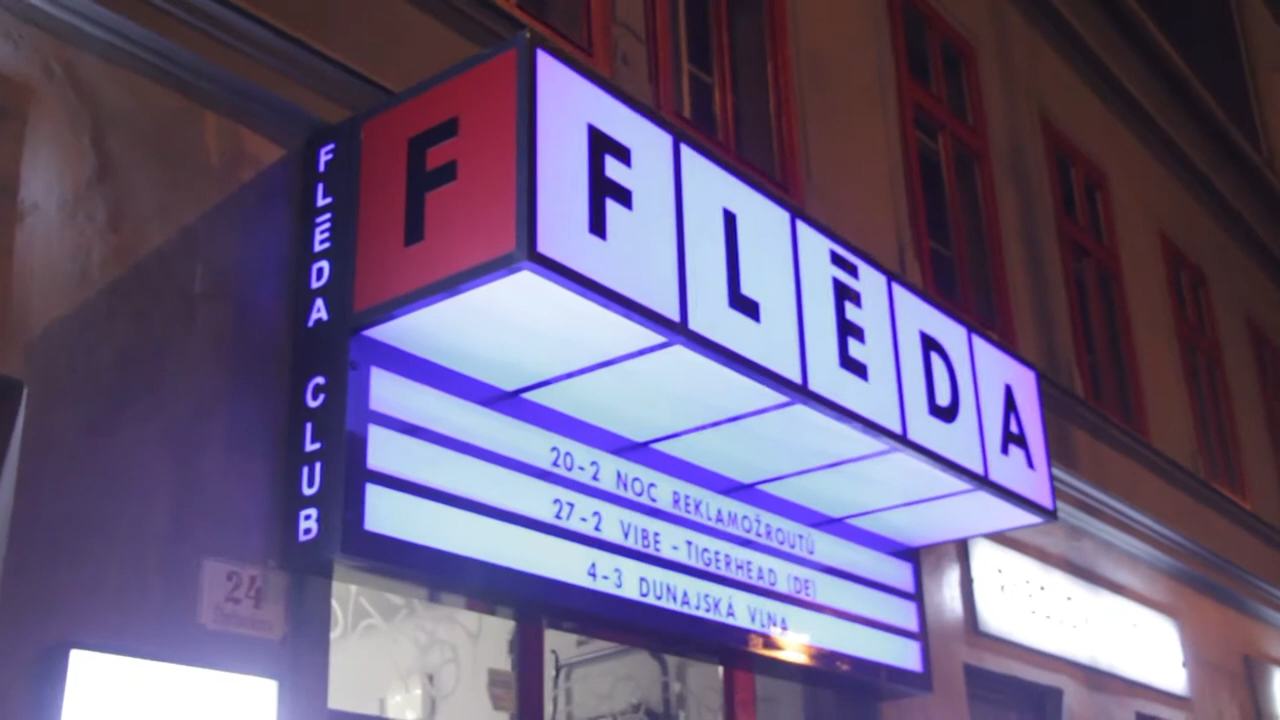 FLĒDA CLUB
F
FLĒDA
20-2 NOC REKLAMOŽROUTŮ
27-2 VIBE - TIGERHEAD (DE)
4-3 DUNAJSKÁ VLNA
24